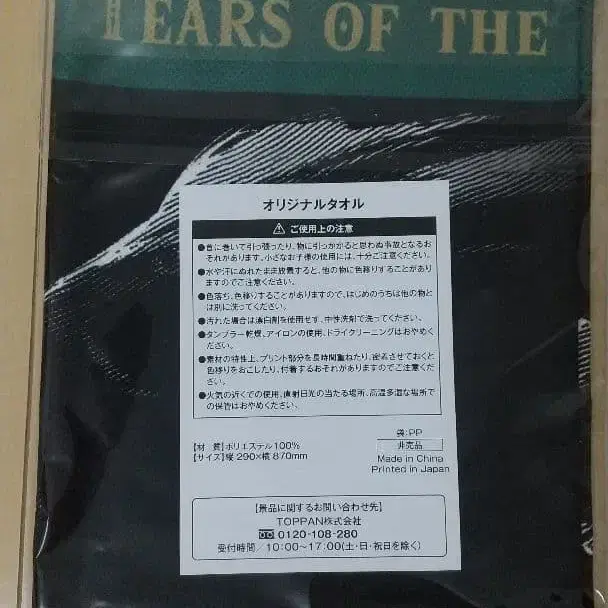 TEARS OF THE
オリジナルタオル
⚠ ご使用上の注意
●首に巻いて引っ張ったり、物に引っかかると思わぬ事故となるお
それがあります。小さなお子様の使用には、十分ご注意ください。
●水や汗にぬれたまま放置すると、他の物に色移りすることがあり
ますのでご注意ください。
●色落ち、色移りすることがありますので、はじめのうちは他の物と
は別に洗ってください。
●汚れた場合は漂白剤を使用せず、中性洗剤で洗ってください。
●タンブラー乾燥、アイロンの使用、ドライクリーニングはおやめく
ださい。
●素材の特性上、プリント部分を長時間重ねたり、密着させておくと
色移りをおこしたり、付着するおそれがありますのでご注意くださ
い。
●火気の近くでの使用、直射日光の当たる場所、高温多湿な場所で
の保管はおやめください。
【材 質】ポリエステル100%
【サイズ】縦 290×横 870mm
袋:PP
非売品
Made in China
Printed in Japan
【景品に関するお問い合わせ先】
TOPPAN株式会社
0120-108-280
受付時間/10:00~17:00(土・日・祝日を除く)